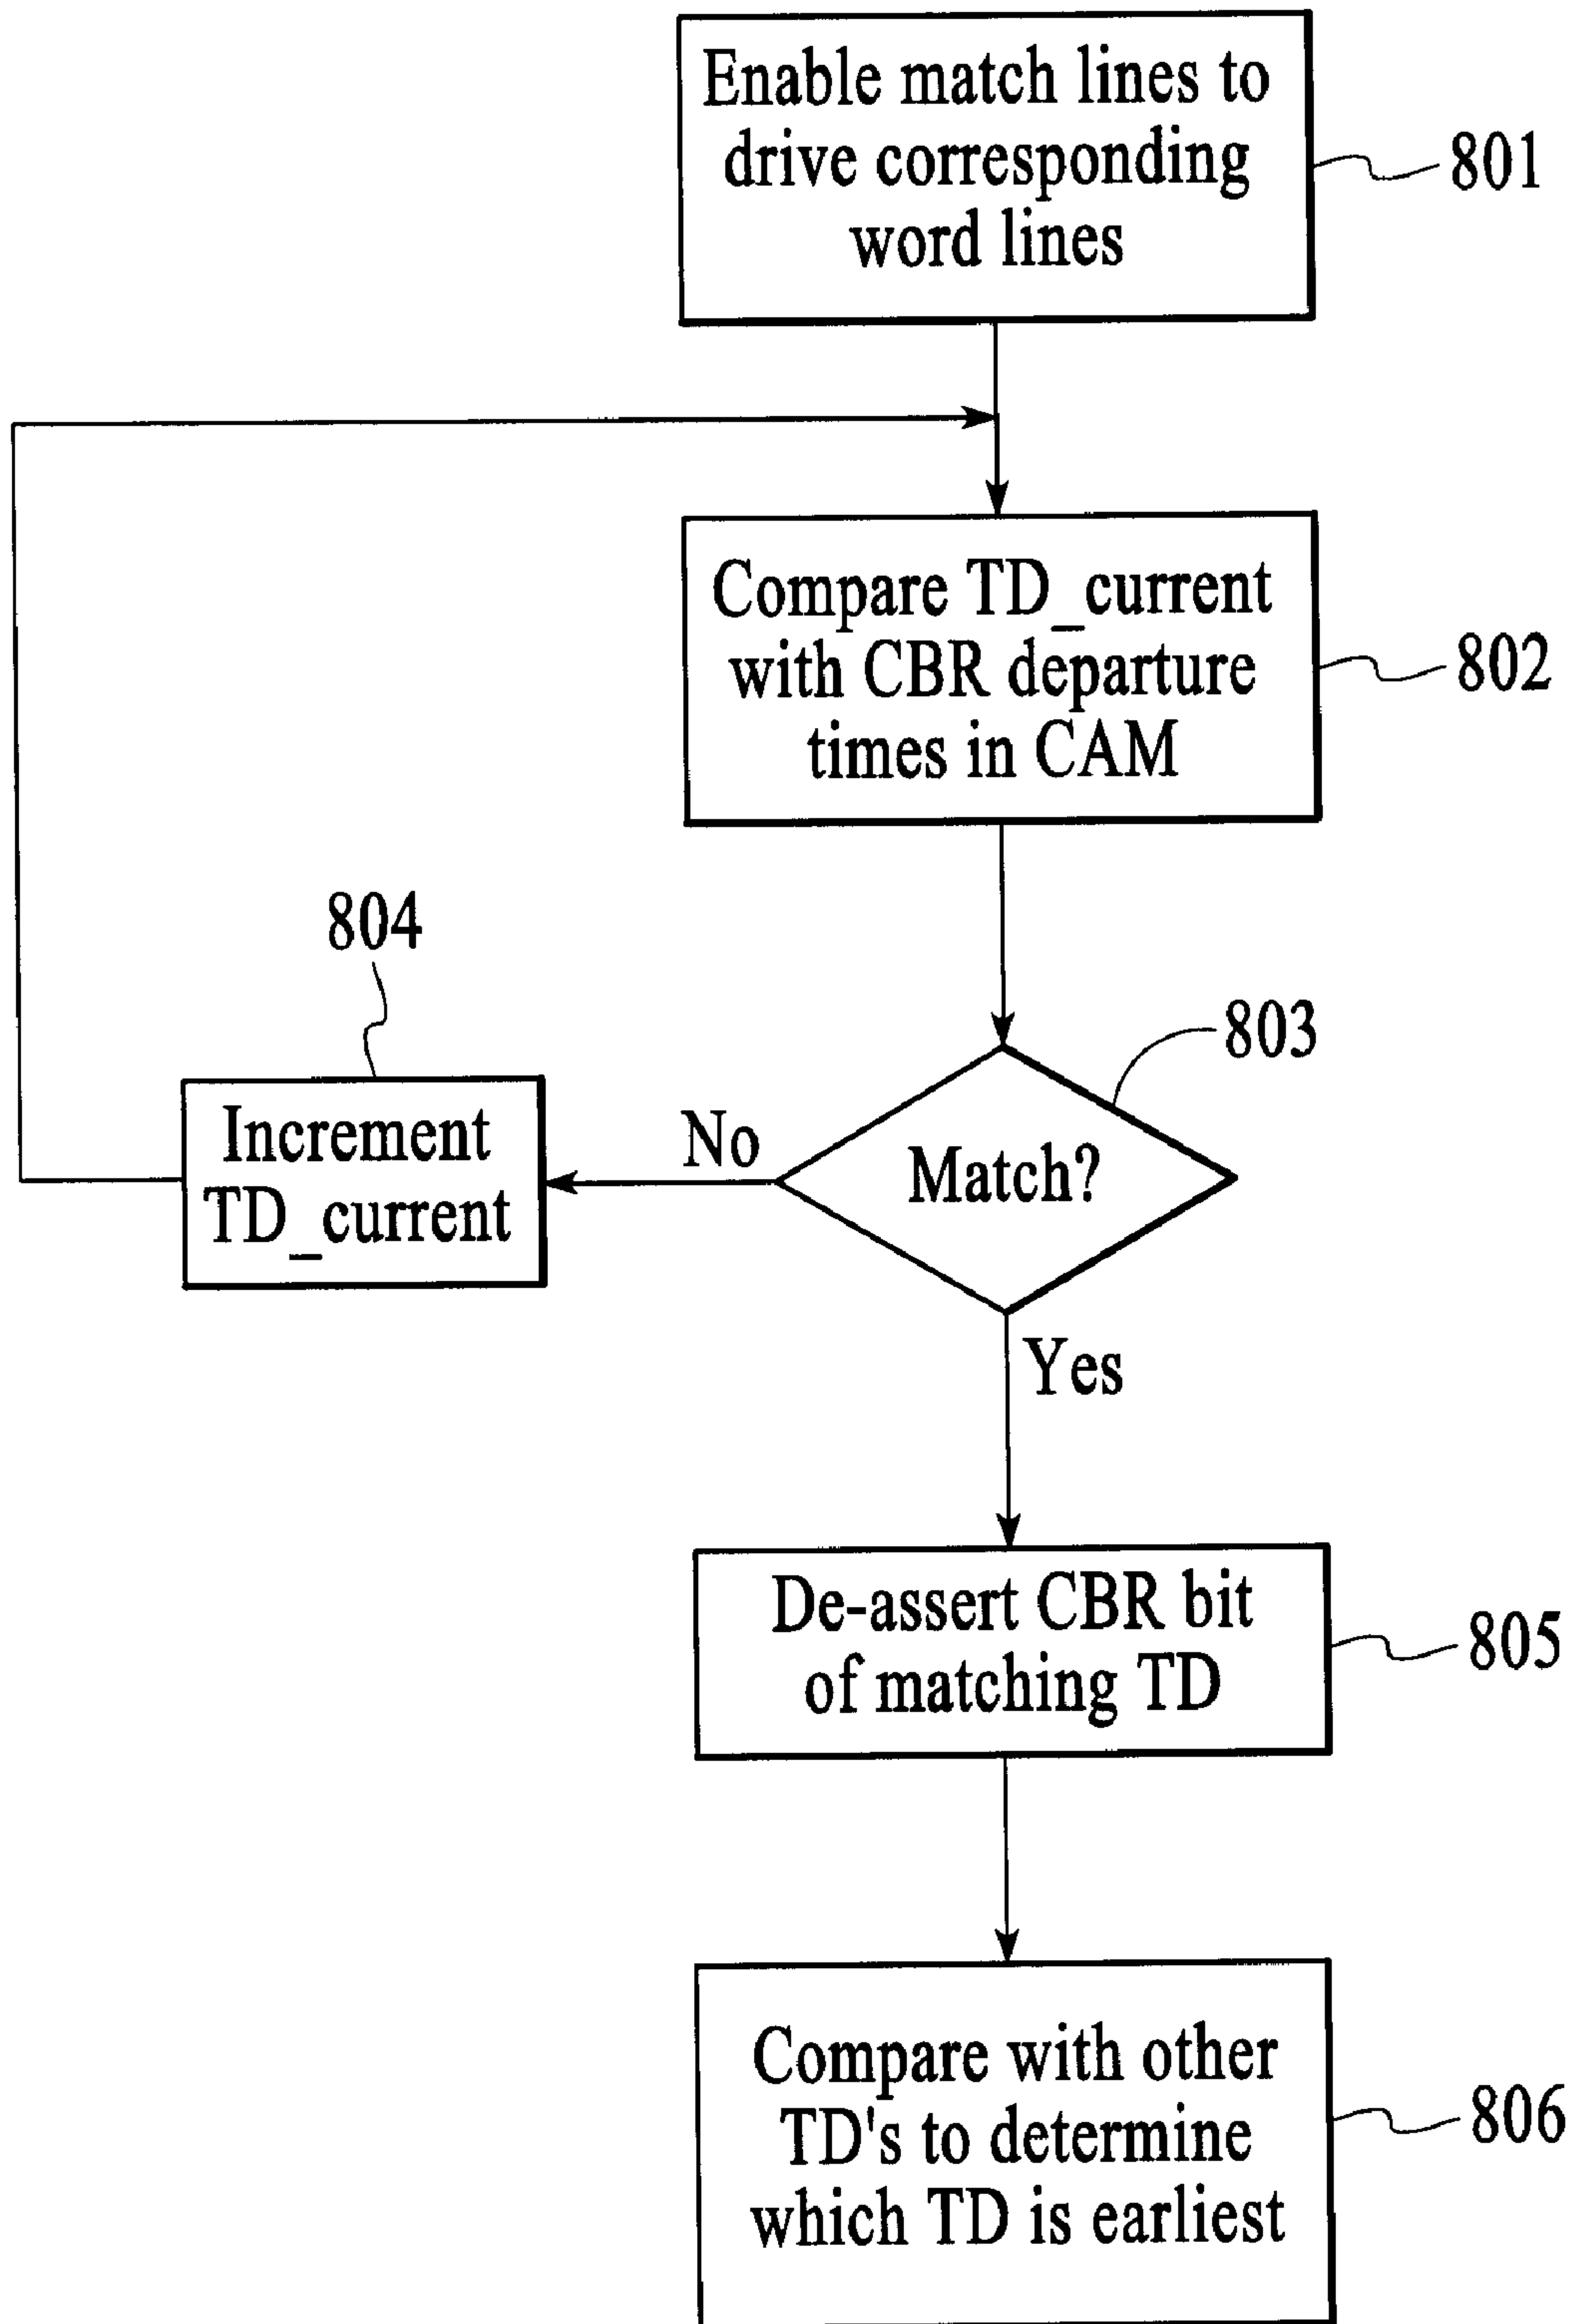 Enable match lines to
drive corresponding
word lines
801
Compare TD_current
with CBR departure
times in CAM
802
804
803
Increment
TD_current
No
Match?
Yes
De-assert CBR bit
of matching TD
805
Compare with other
TD's to determine
which TD is earliest
806